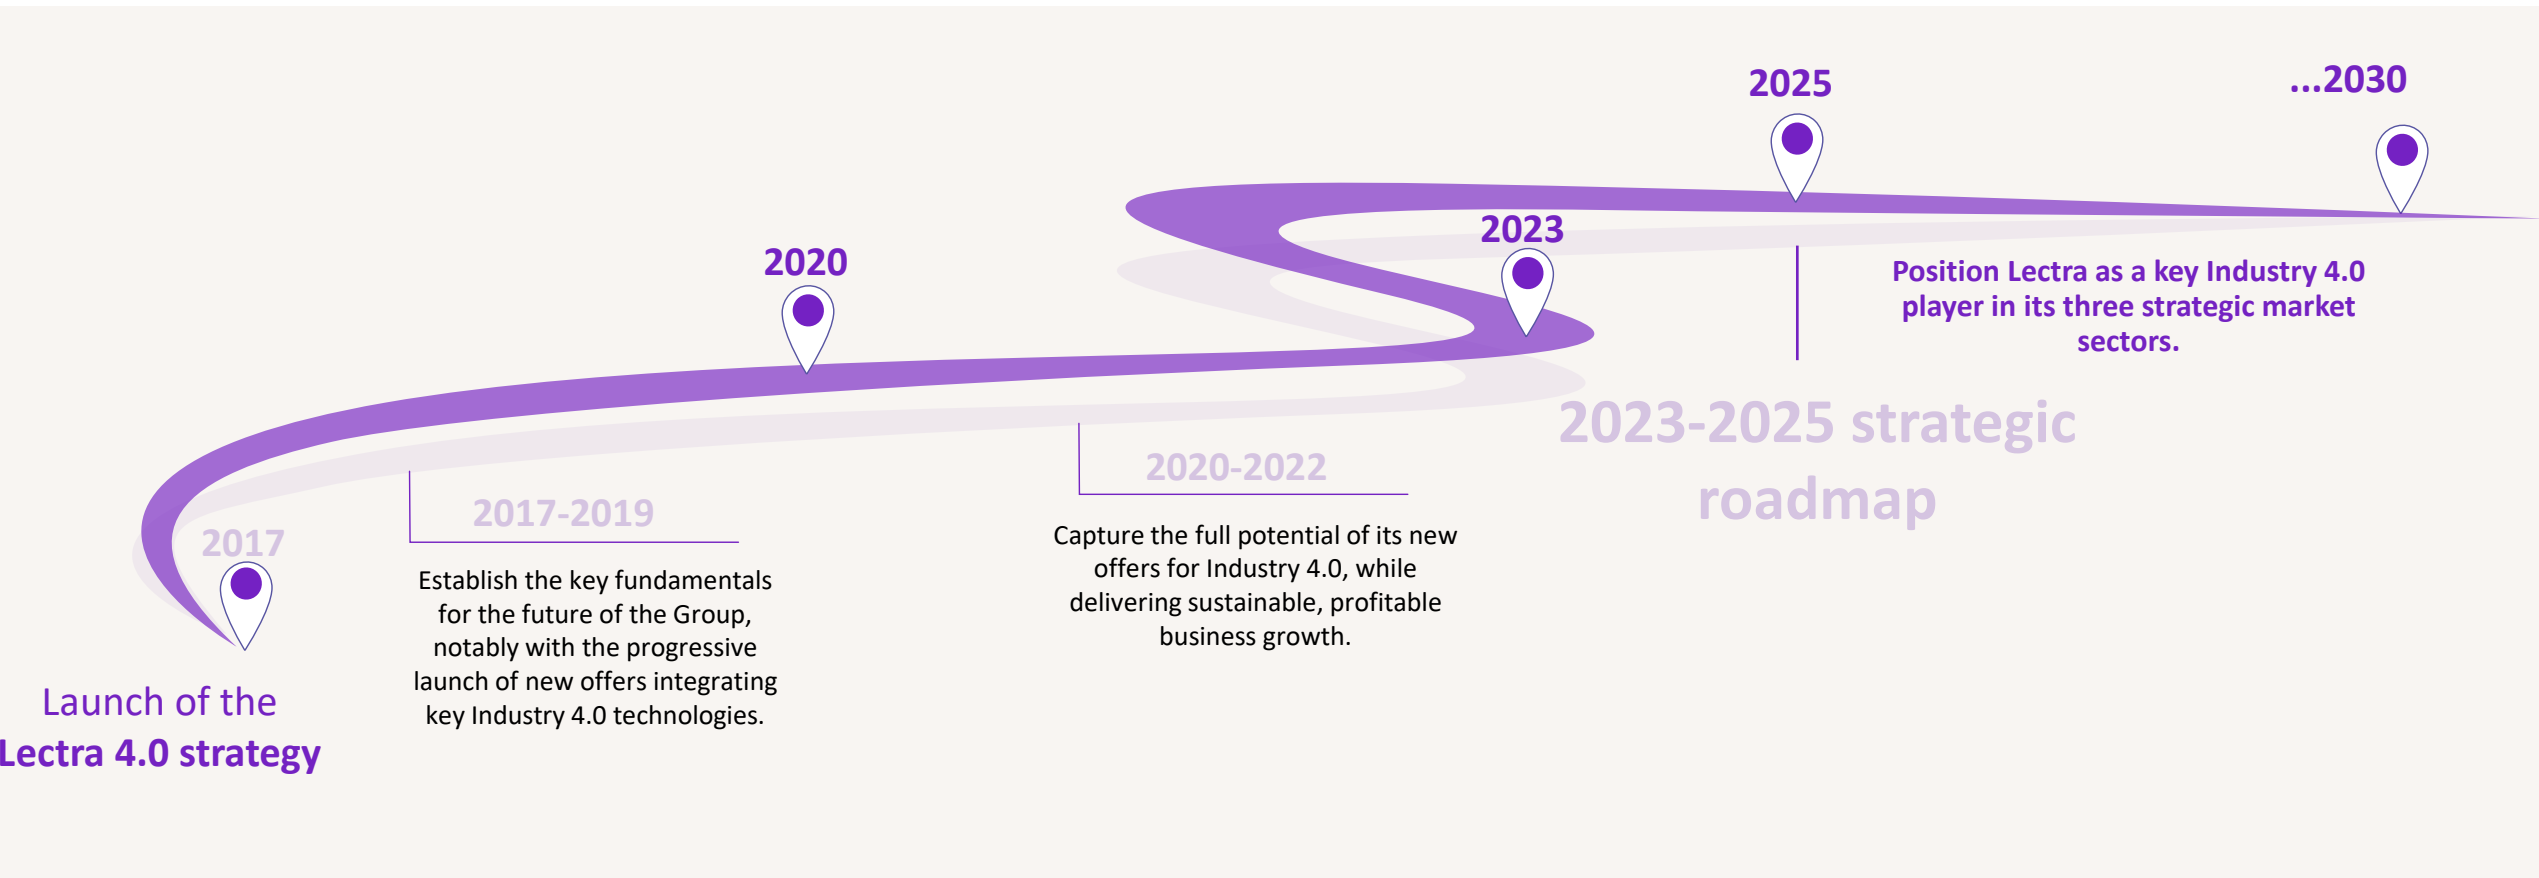 2017
Launch of the
Lectra 4.0 strategy
2017-2019
Establish the key fundamentals
for the future of the Group,
notably with the progressive
launch of new offers integrating
key Industry 4.0 technologies.
2020
2020-2022
Capture the full potential of its new
offers for Industry 4.0, while
delivering sustainable, profitable
business growth.
2023
2023-2025 strategic
roadmap
2025
Position Lectra as a key Industry 4.0
player in its three strategic market
sectors.
...2030